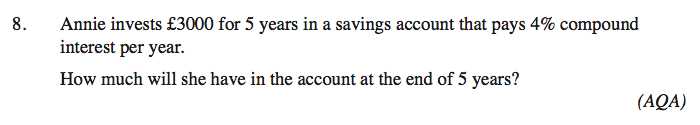 8. Annie invests £3000 for 5 years in a savings account that pays 4% compound
interest per year.
How much will she have in the account at the end of 5 years?
(AQA)